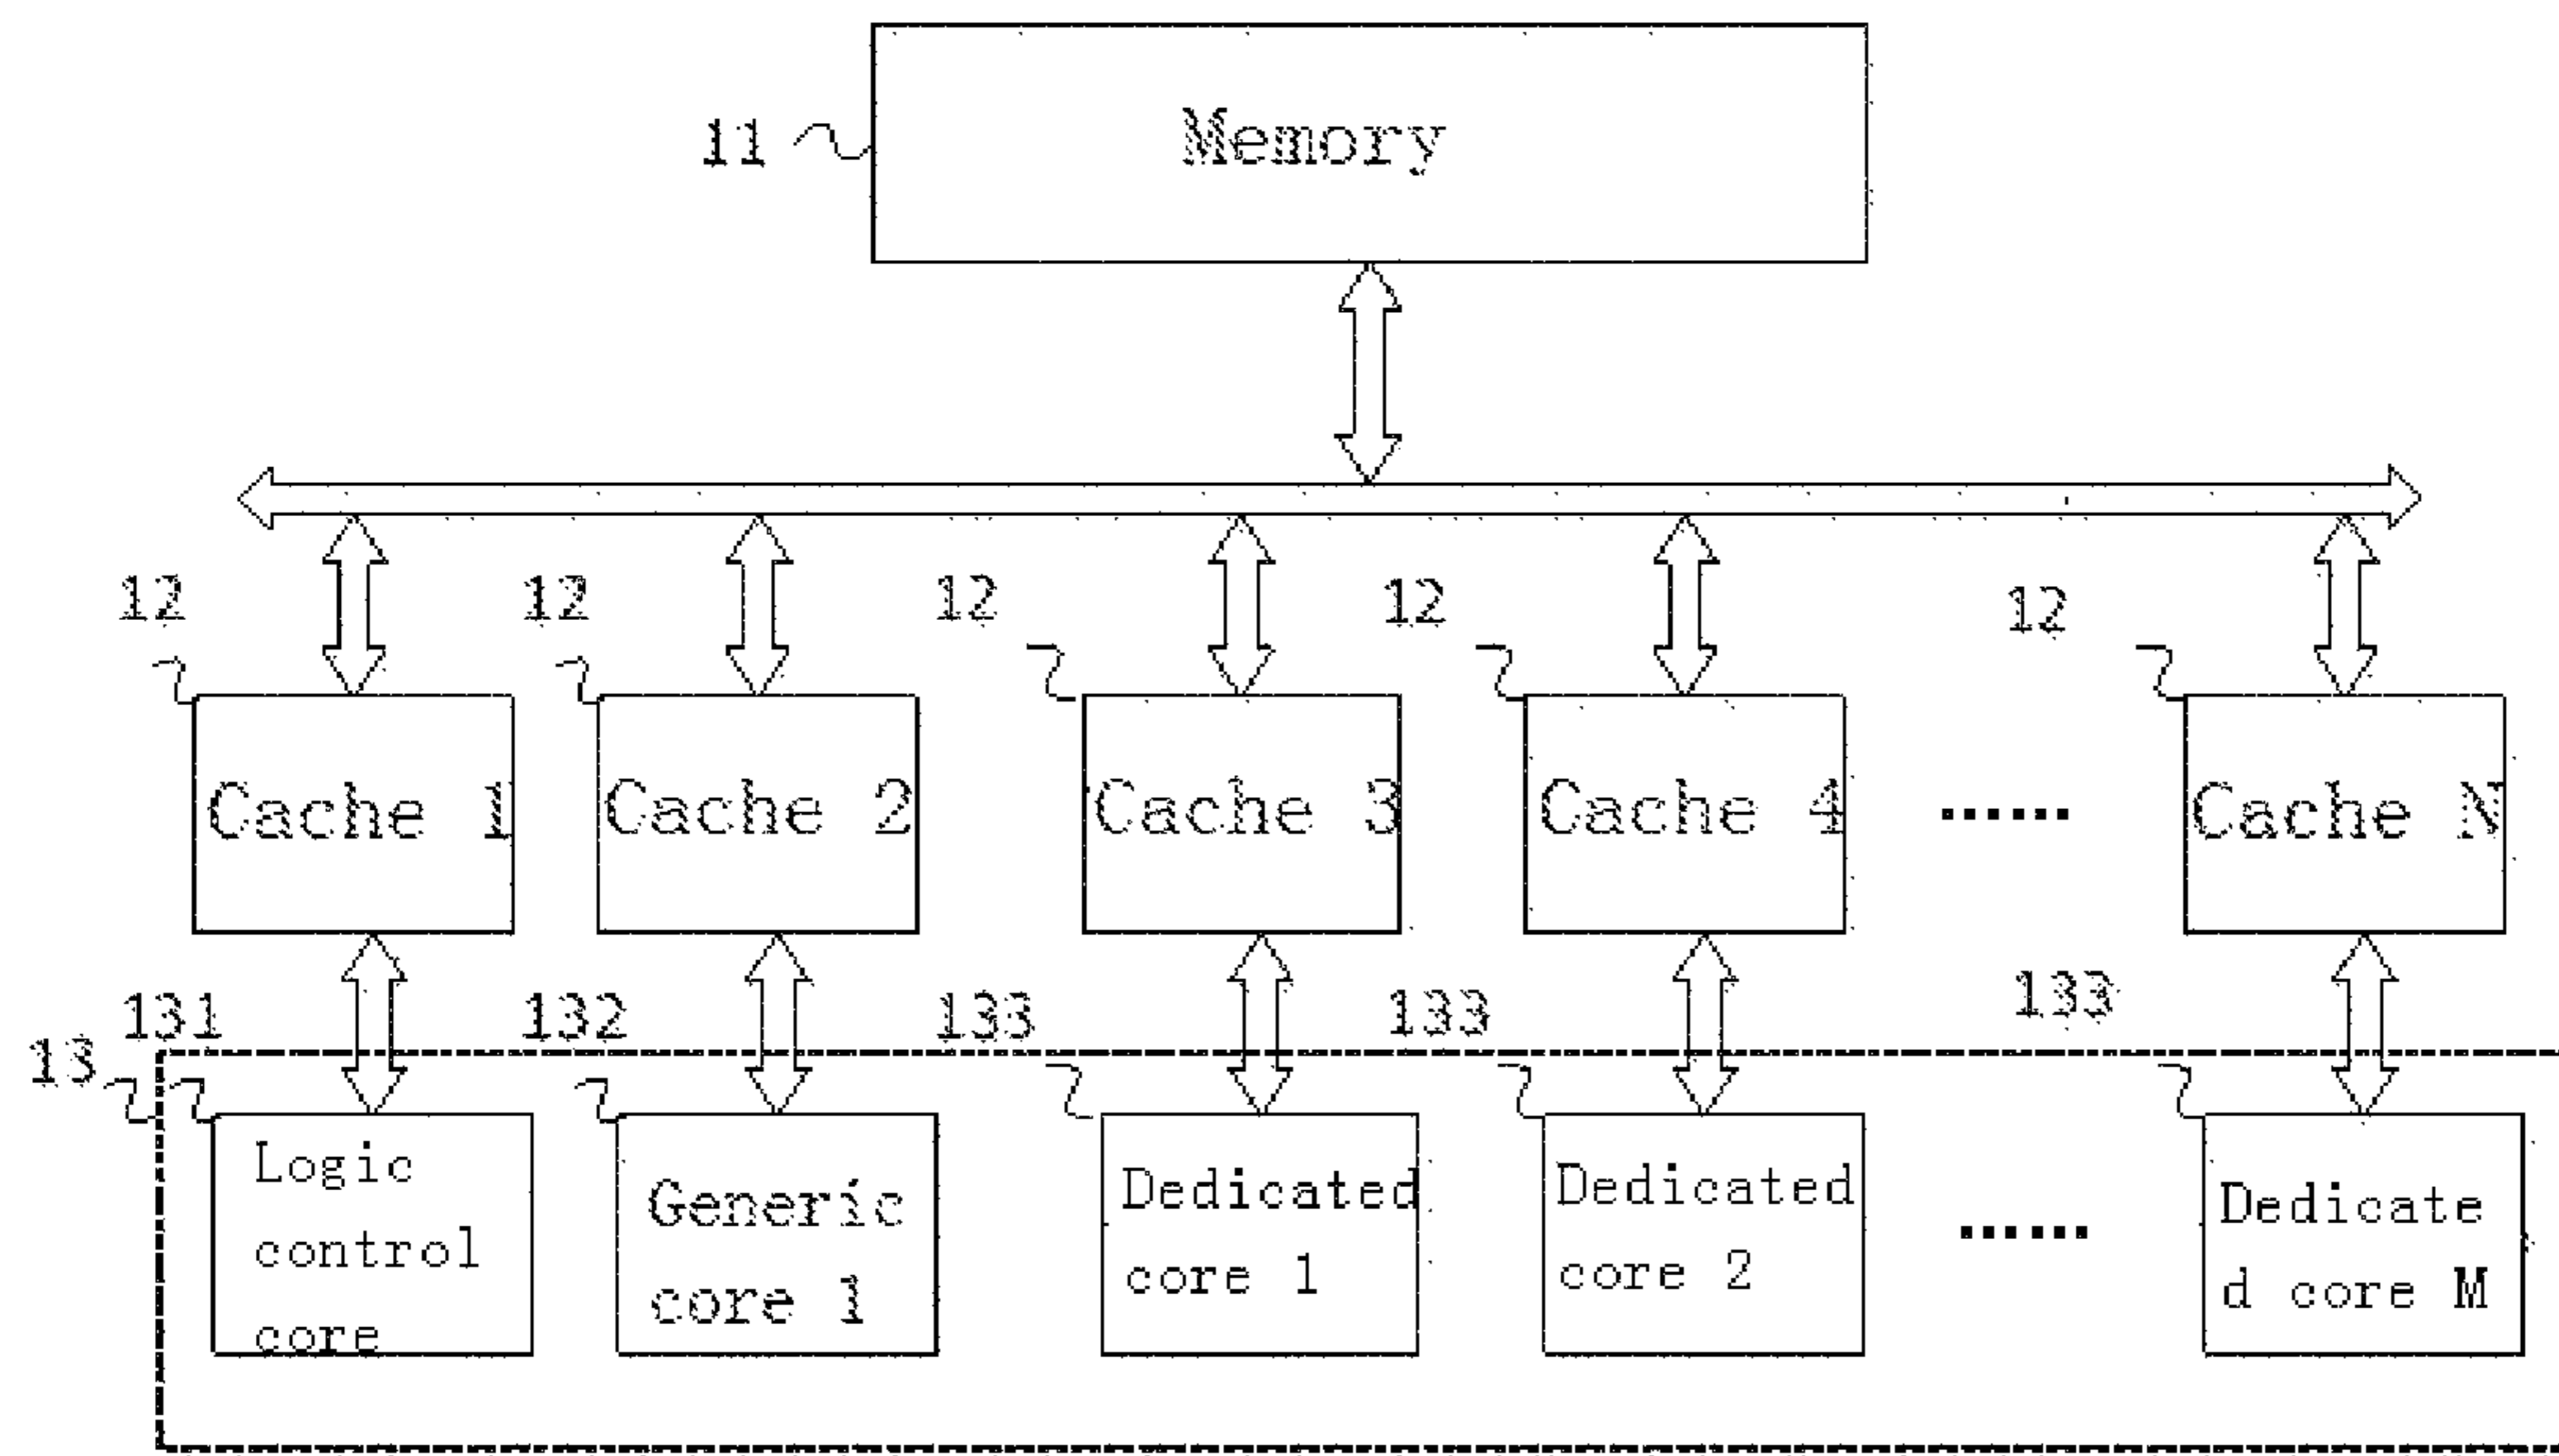 11
Memory
12
12
12
12
12
Cache 1
Cache 2
Cache 3
Cache 4
......
Cache N
13
131
132
133
133
133
Logic
control
core
Generic
core 1
Dedicated
core 1
Dedicated
core 2
......
Dedicate
d core M